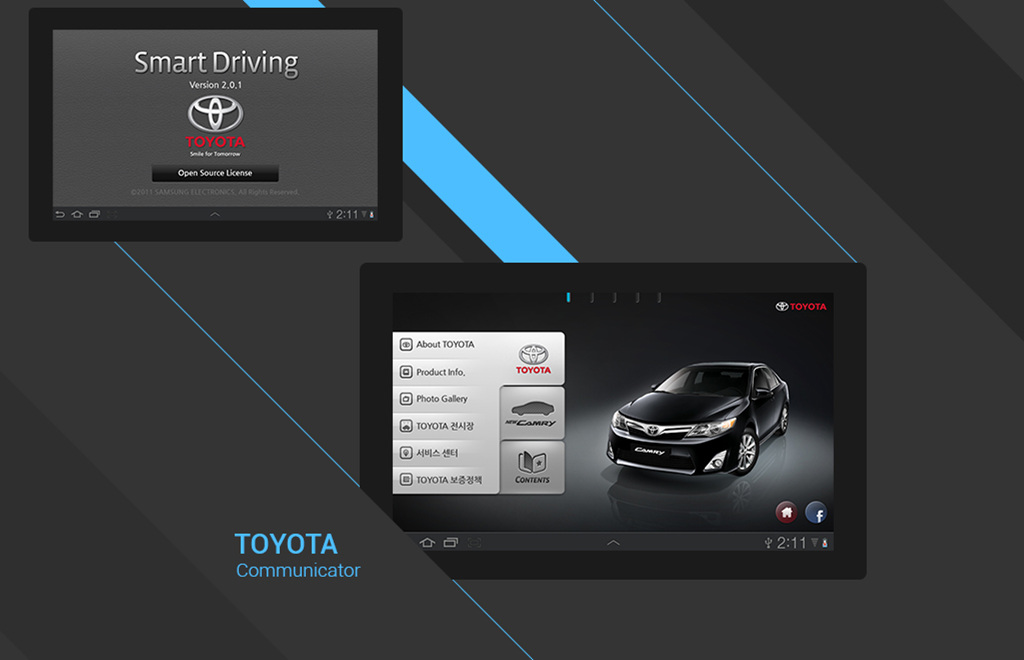 Smart Driving
Version 2.0.1
TOYOTA
Smile for Tomorrow
Open Source License
©2011 SAMSUNG ELECTRONICS. All Rights Reserved.
2:11
TOYOTA
About TOYOTA
Product Info.
Photo Gallery
TOYOTA 전시장
서비스 센터
TOYOTA 보증정책
TOYOTA
NEW CAMRY
CONTENTS
CAMRY
f
2:11
TOYOTA
Communicator